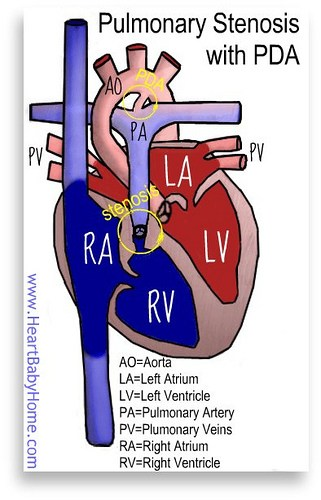 Pulmonary Stenosis
with PDA
AO
PDA
PA
PV
PV
LA
stenosis
RA
LV
RV
www.HeartBabyHome.com
AO=Aorta
LA=Left Atrium
LV=Left Ventricle
PA=Pulmonary Artery
PV=Plumonary Veins
RA=Right Atrium
RV=Right Ventricle